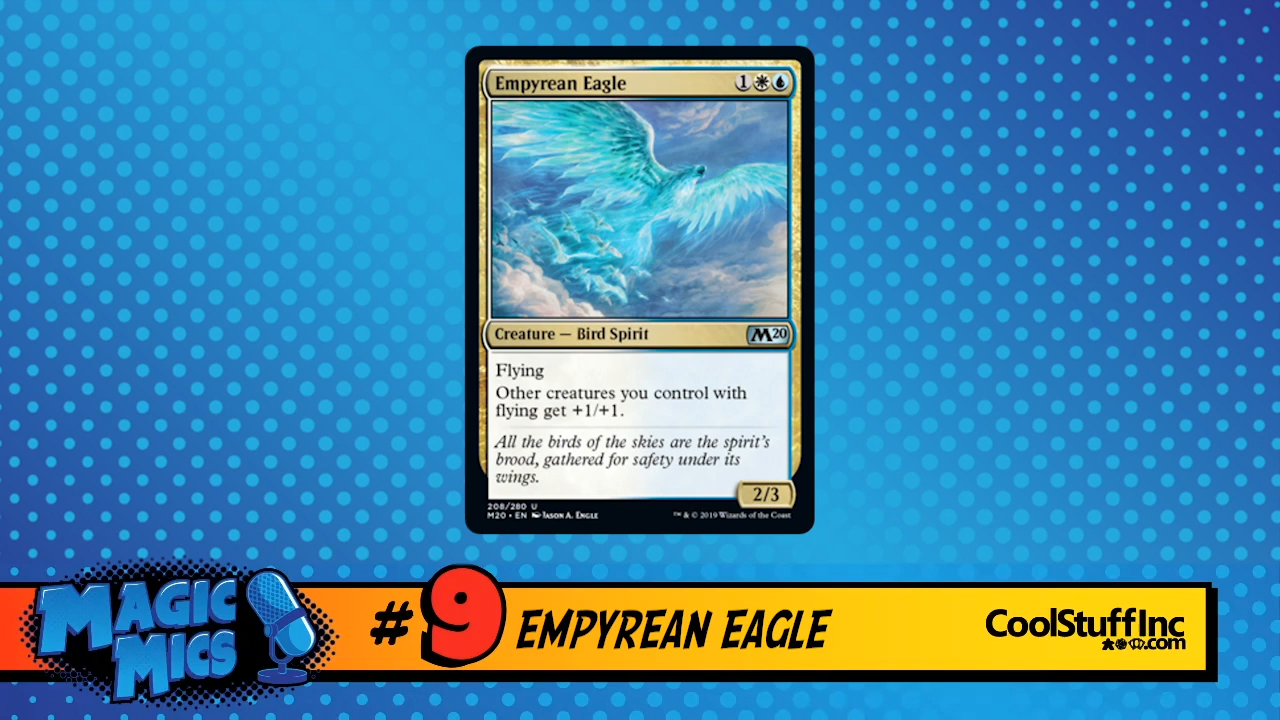 Empyrean Eagle 1
Creature — Bird Spirit M20
Flying
Other creatures you control with
flying get +1/+1.
All the birds of the skies are the spirit's
brood, gathered for safety under its
wings.
2/3
208/280 U
M20 • EN Jason A. Engle ™ & © 2019 Wizards of the Coast
MAGIC
MICS
#9 EMPYREAN EAGLE
CoolStuffInc
.com